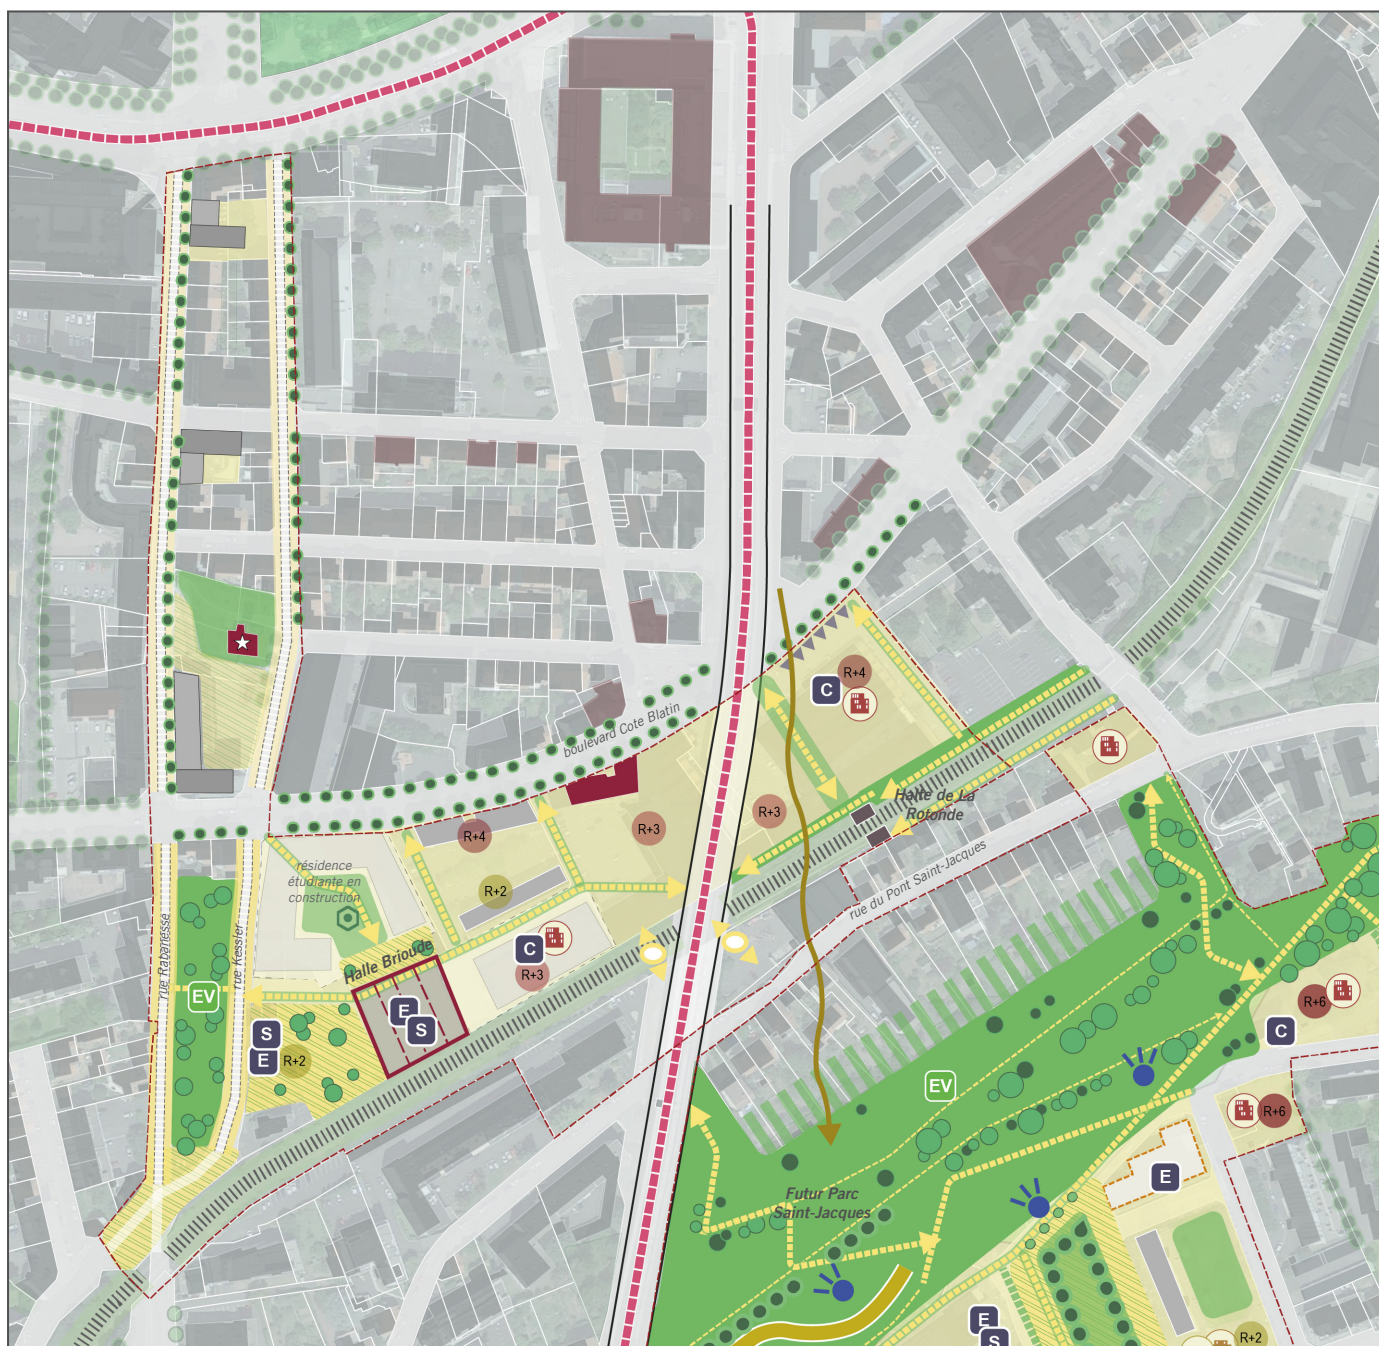 R+4
C
boulevard Cote Blatin
Halte de La
Rotonde
R+3
R+3
R+4
résidence
étudiante en
construction
R+2
rue du Pont Saint-Jacques
rue Rabanesse
rue Kessler
Halle Brioude
C
R+3
EV
E
S
S
E
R+2
R+6
C
EV
R+6
E
Futur Parc
Saint-Jacques
E
S
R+2